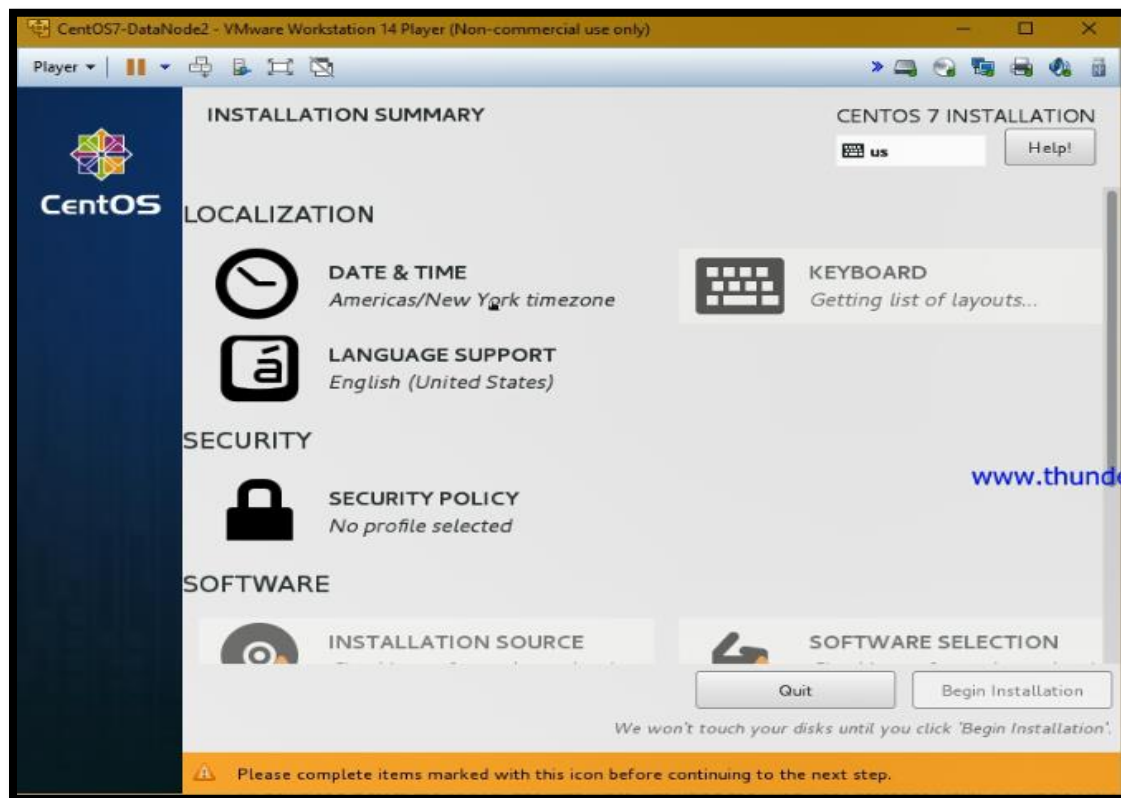 CentOS7-DataNode2 - VMware Workstation 14 Player (Non-commercial use only)
Player
INSTALLATION SUMMARY
CENTOS 7 INSTALLATION
us
Help!
CentOS
LOCALIZATION
DATE & TIME
Americas/New York timezone
KEYBOARD
Getting list of layouts...
LANGUAGE SUPPORT
English (United States)
SECURITY
SECURITY POLICY
No profile selected
www.thund
SOFTWARE
INSTALLATION SOURCE
SOFTWARE SELECTION
Quit
Begin Installation
We won't touch your disks until you click 'Begin Installation'.
Please complete items marked with this icon before continuing to the next step.